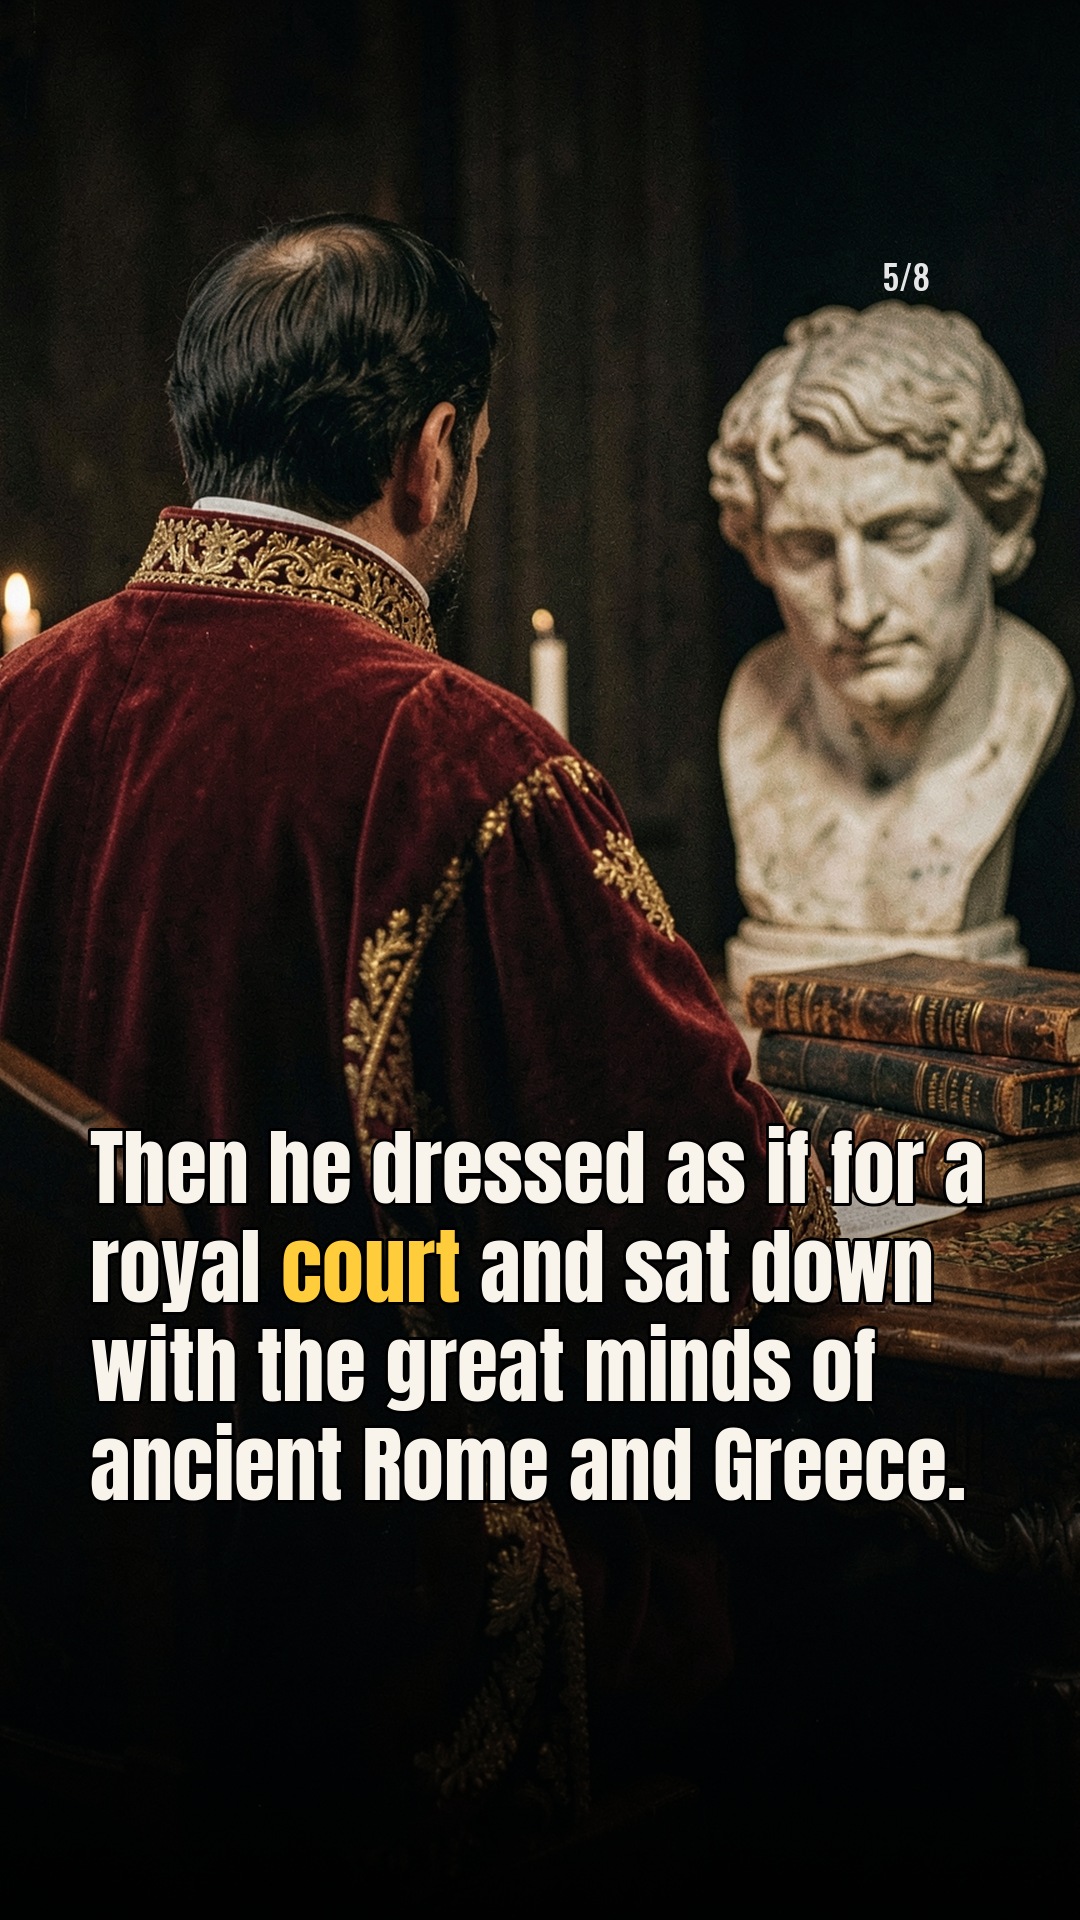 5/8
Then he dressed as if for a
royal court and sat down
with the great minds of
ancient Rome and Greece.